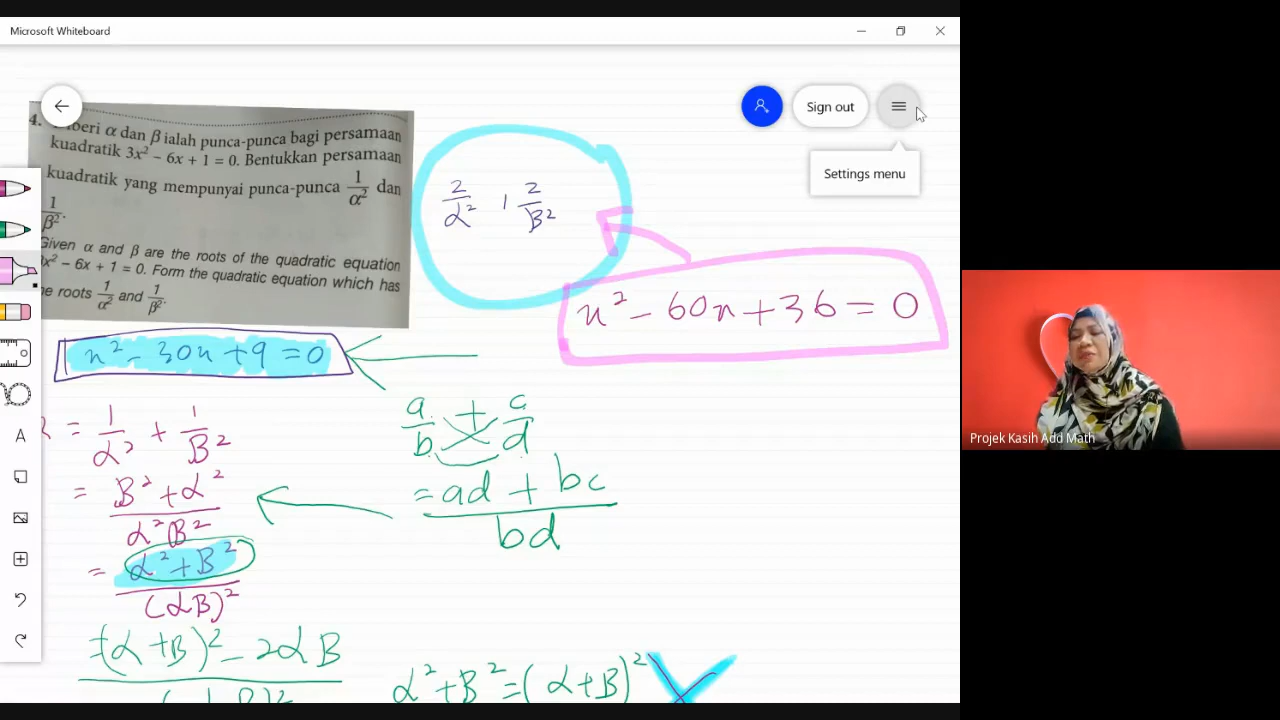 Microsoft Whiteboard
Sign out
Settings menu
4. beri α dan β ialah punca-punca bagi persamaan
kuadratik 3x² − 6x + 1 = 0. Bentukkan persamaan
kuadratik yang mempunyai punca-punca 1/α² dan
1/β².
Given α and β are the roots of the quadratic equation
x² − 6x + 1 = 0. Form the quadratic equation which has
e roots 1/α² and 1/β².
2/α² , 2/β²
x² − 60x + 36 = 0
x² − 30x + 9 = 0
= 1/α² + 1/β²
= β² + α² / α²β²
= α² + β² / (αβ)²
= (α + β)² − 2αβ
a/b + c/d
= ad + bc / bd
α² + β² = (α + β)²
Projek Kasih Add Math